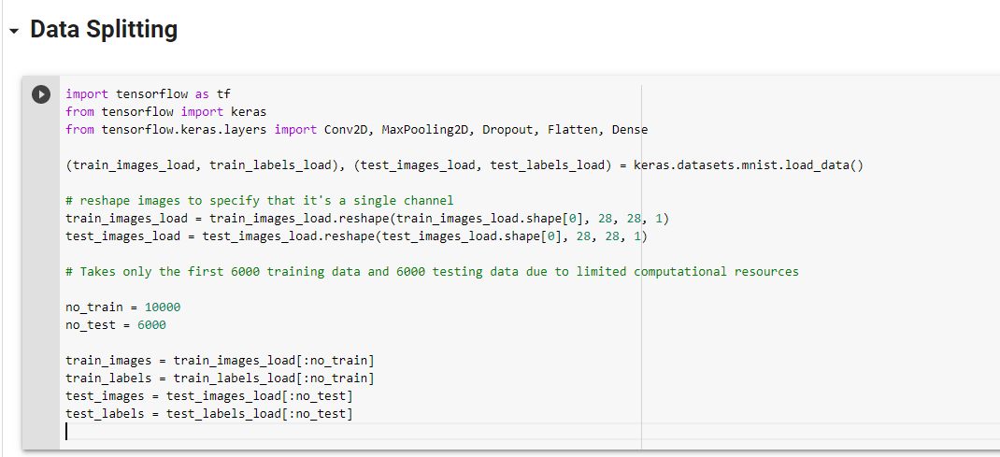 Data Splitting
import tensorflow as tf
from tensorflow import keras
from tensorflow.keras.layers import Conv2D, MaxPooling2D, Dropout, Flatten, Dense
(train_images_load, train_labels_load), (test_images_load, test_labels_load) = keras.datasets.mnist.load_data()
# reshape images to specify that it's a single channel
train_images_load = train_images_load.reshape(train_images_load.shape[0], 28, 28, 1)
test_images_load = test_images_load.reshape(test_images_load.shape[0], 28, 28, 1)
# Takes only the first 6000 training data and 6000 testing data due to limited computational resources
no_train = 10000
no_test = 6000
train_images = train_images_load[:no_train]
train_labels = train_labels_load[:no_train]
test_images = test_images_load[:no_test]
test_labels = test_labels_load[:no_test]